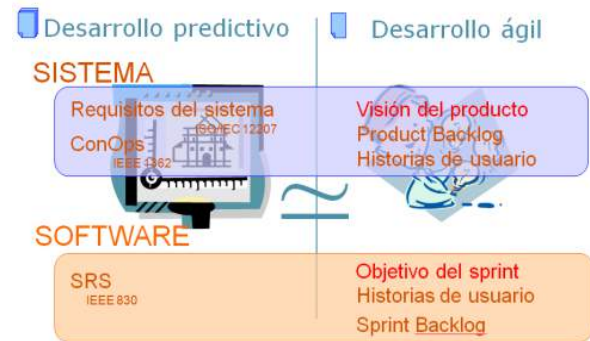 Desarrollo predictivo
Desarrollo ágil
SISTEMA
Requisitos del sistema
ISO/IEC 12207
ConOps
IEEE 1362
Visión del producto
Product Backlog
Historias de usuario
≃
SOFTWARE
SRS
IEEE 830
Objetivo del sprint
Historias de usuario
Sprint Backlog